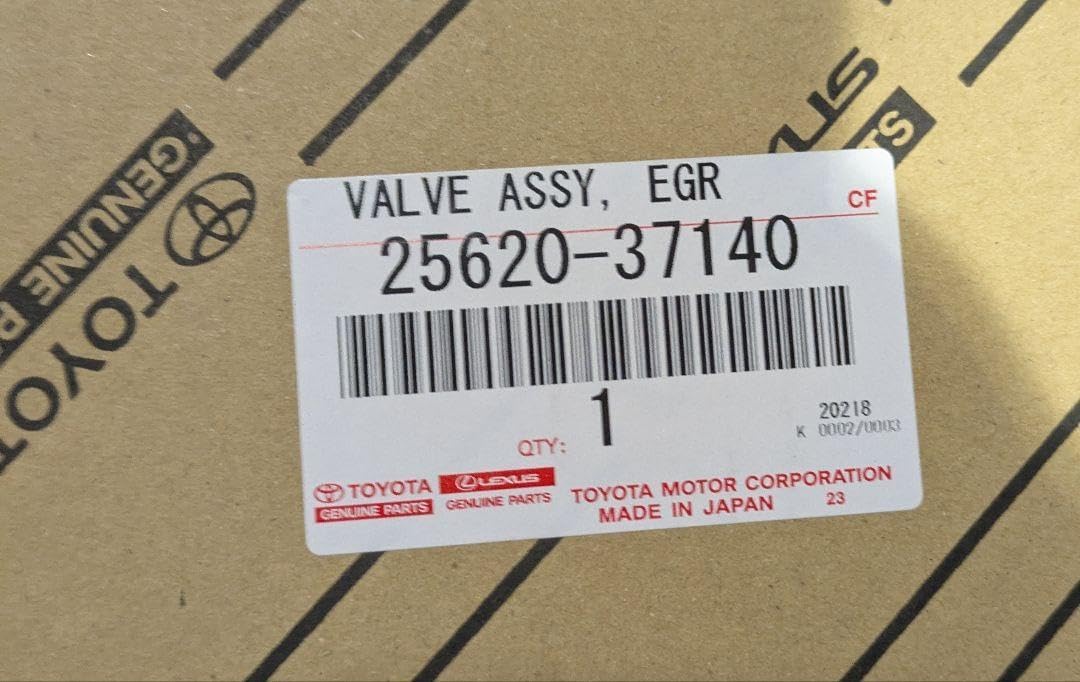 TOYOTA
GENUINE
VALVE ASSY, EGR
CF
25620-37140
1
QTY:
20218
K 0002/0003
TOYOTA
GENUINE PARTS
LEXUS
GENUINE PARTS
TOYOTA MOTOR CORPORATION
MADE IN JAPAN 23